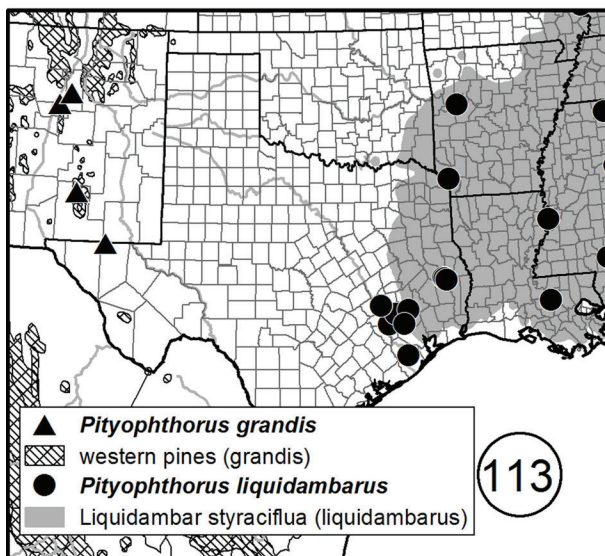 Pityophthorus grandis
western pines (grandis)
Pityophthorus liquidambarus
Liquidambar styraciflua (liquidambarus)
113